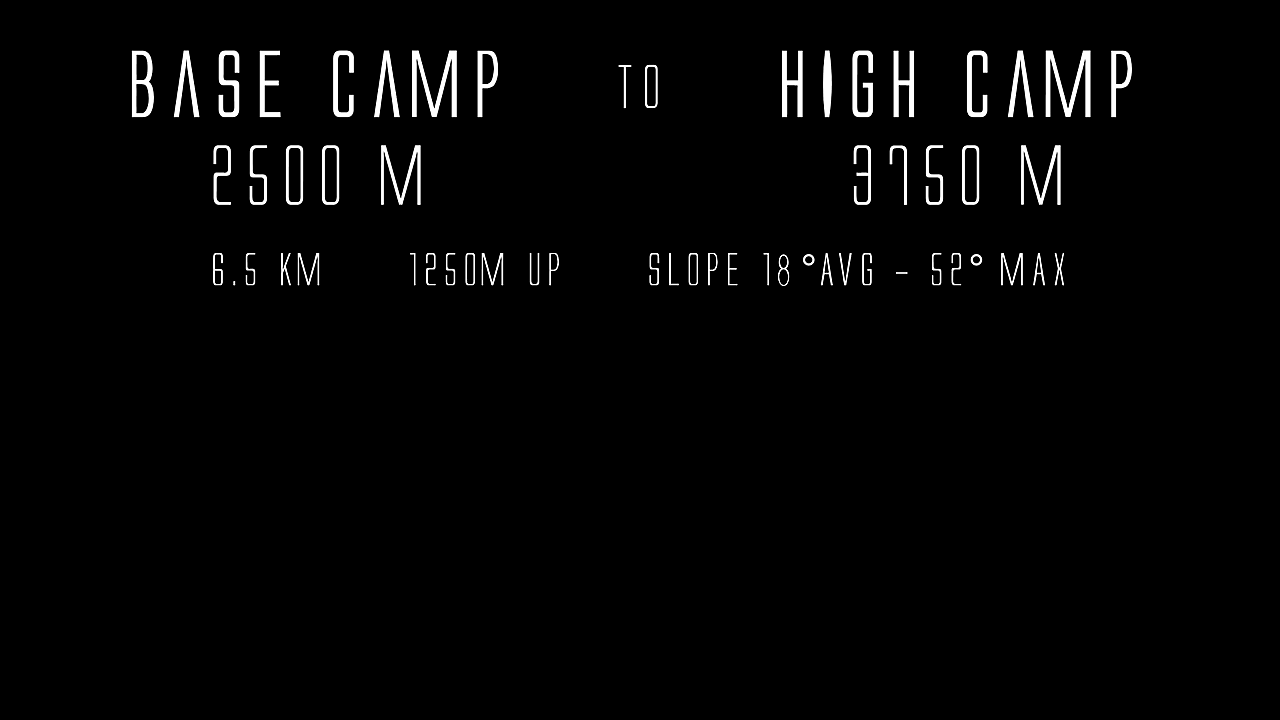 BASE CAMP TO HIGH CAMP
2500 M 3750 M
6.5 KM 1250M UP SLOPE 18°AVG - 52° MAX